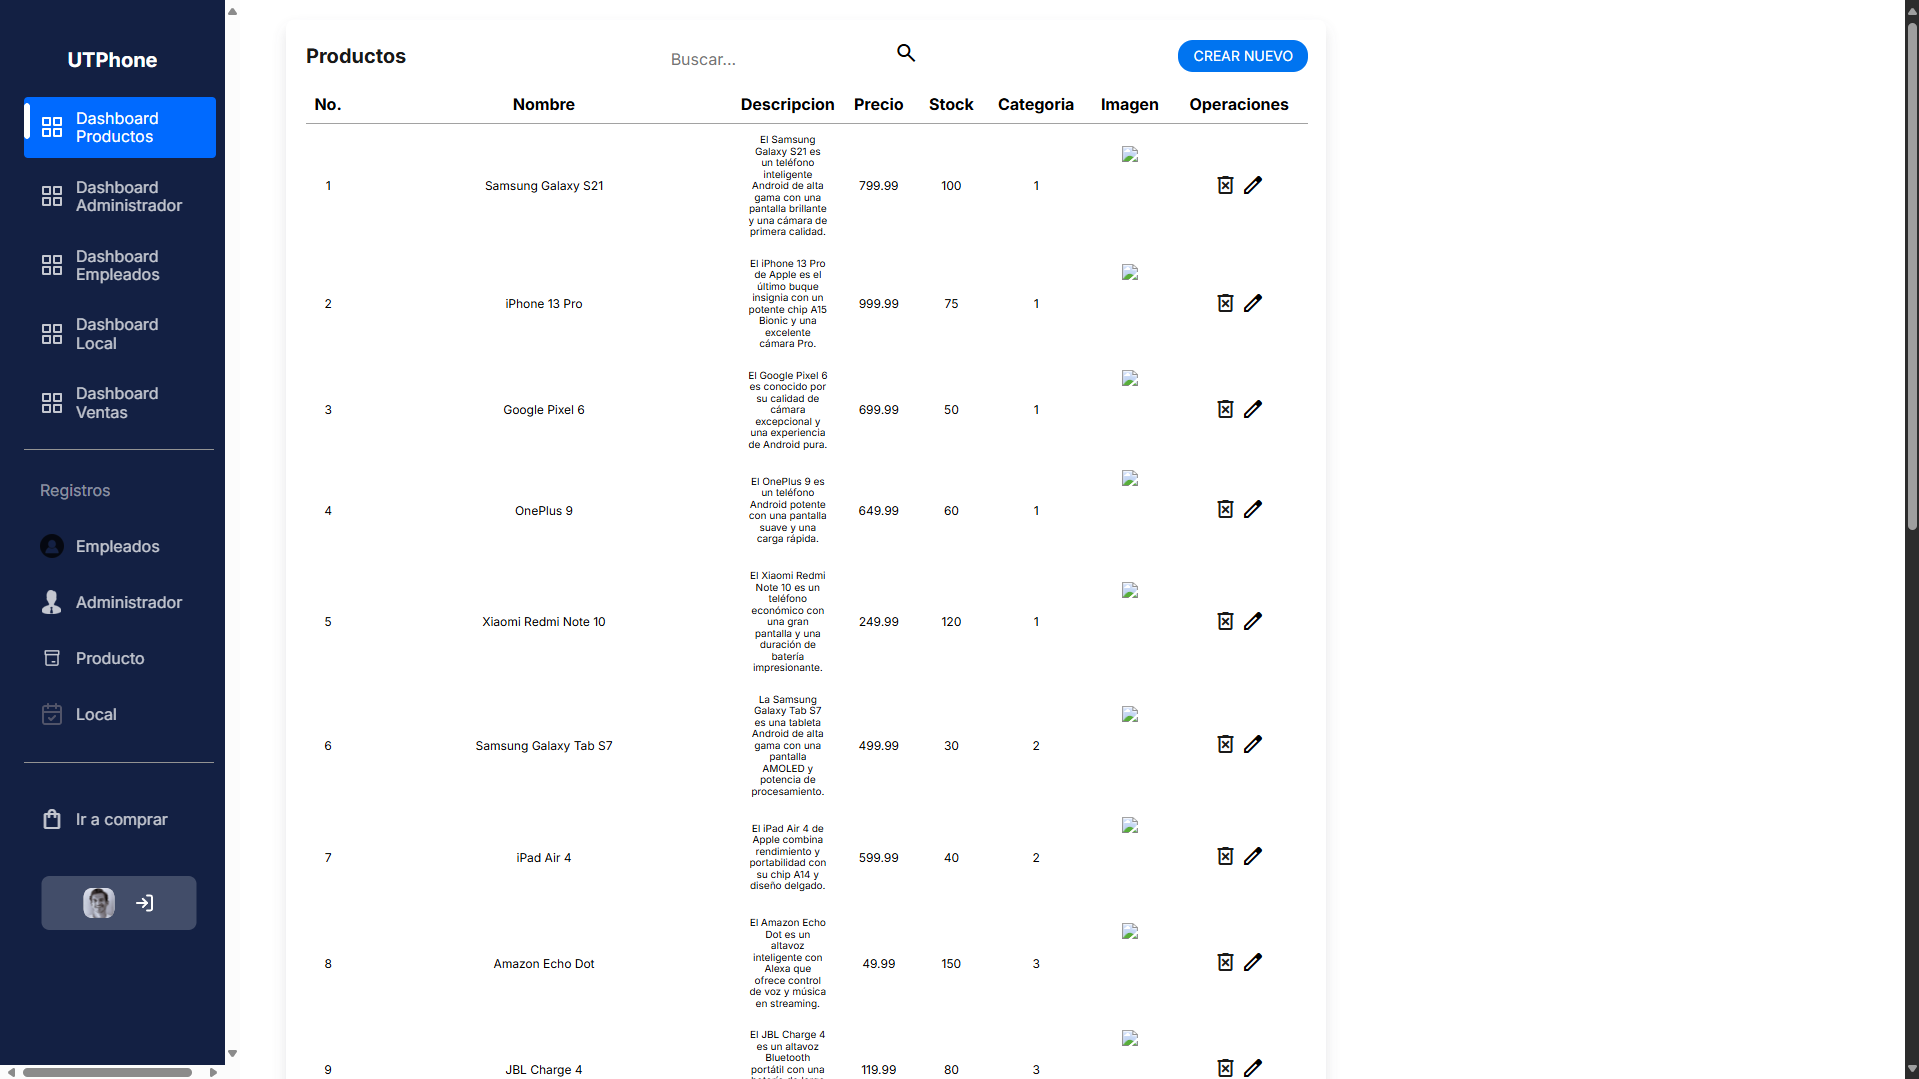 UTPhone
Dashboard
Productos
Dashboard
Administrador
Dashboard
Empleados
Dashboard
Local
Dashboard
Ventas
Registros
Empleados
Administrador
Producto
Local
Ir a comprar
Productos
Buscar...
CREAR NUEVO
No. Nombre Descripcion Precio Stock Categoria Imagen Operaciones
El Samsung
Galaxy S21 es
un teléfono
inteligente
1 Samsung Galaxy S21 Android de alta 799.99 100 1
gama con una
pantalla brillante
y una cámara de
primera calidad.
El iPhone 13 Pro
de Apple es el
último buque
insignia con un
2 iPhone 13 Pro potente chip A15 999.99 75 1
Bionic y una
excelente
cámara Pro.
El Google Pixel 6
es conocido por
su calidad de
3 Google Pixel 6 cámara 699.99 50 1
excepcional y
una experiencia
de Android pura.
El OnePlus 9 es
un teléfono
Android potente
4 OnePlus 9 con una pantalla 649.99 60 1
suave y una
carga rápida.
El Xiaomi Redmi
Note 10 es un
teléfono
económico con
5 Xiaomi Redmi Note 10 una gran 249.99 120 1
pantalla y una
duración de
batería
impresionante.
La Samsung
Galaxy Tab S7
es una tableta
Android de alta
6 Samsung Galaxy Tab S7 gama con una 499.99 30 2
pantalla
AMOLED y
potencia de
procesamiento.
El iPad Air 4 de
Apple combina
rendimiento y
7 iPad Air 4 portabilidad con 599.99 40 2
su chip A14 y
diseño delgado.
El Amazon Echo
Dot es un
altavoz
inteligente con
8 Amazon Echo Dot Alexa que 49.99 150 3
ofrece control
de voz y música
en streaming.
El JBL Charge 4
es un altavoz
Bluetooth
9 JBL Charge 4 portátil con una 119.99 80 3